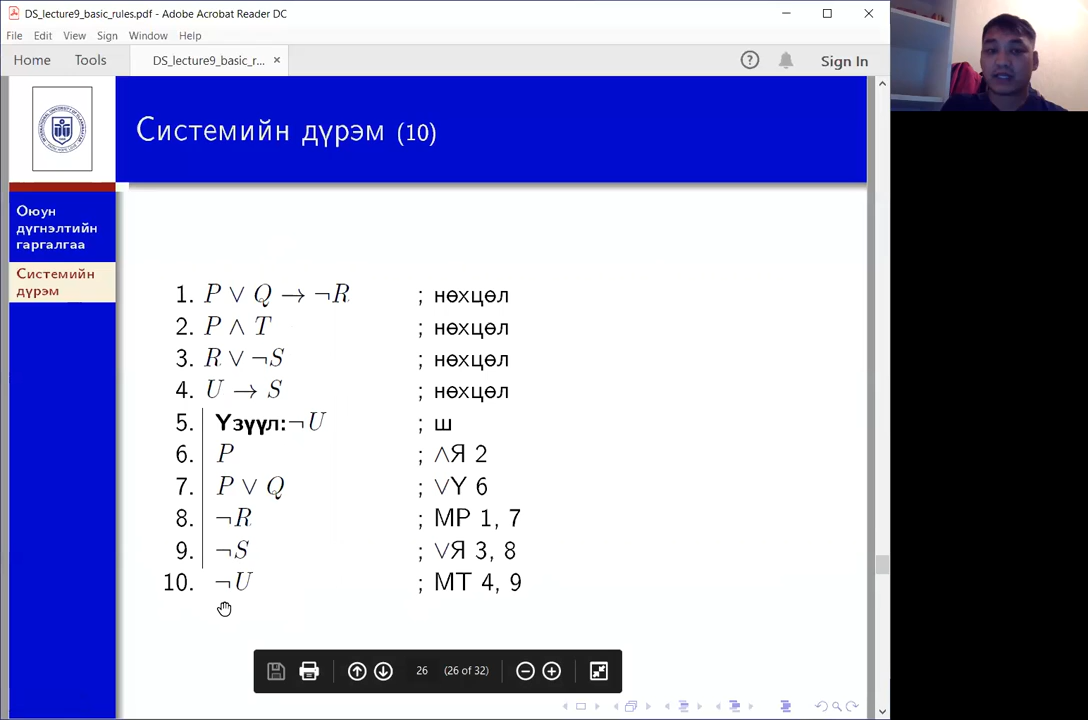 DS_lecture9_basic_rules.pdf - Adobe Acrobat Reader DC
File Edit View Sign Window Help
Home Tools DS_lecture9_basic_r... × Sign In
Системийн дүрэм (10)
Оюун
дүгнэлтийн
гаргалгаа
Системийн
дүрэм
1. P ∨ Q → ¬R ; нөхцөл
2. P ∧ T ; нөхцөл
3. R ∨ ¬S ; нөхцөл
4. U → S ; нөхцөл
5. Үзүүл:¬U ; ш
6. P ; ∧Я 2
7. P ∨ Q ; ∨Ү 6
8. ¬R ; МР 1, 7
9. ¬S ; ∨Я 3, 8
10. ¬U ; МТ 4, 9
26 (26 of 32)